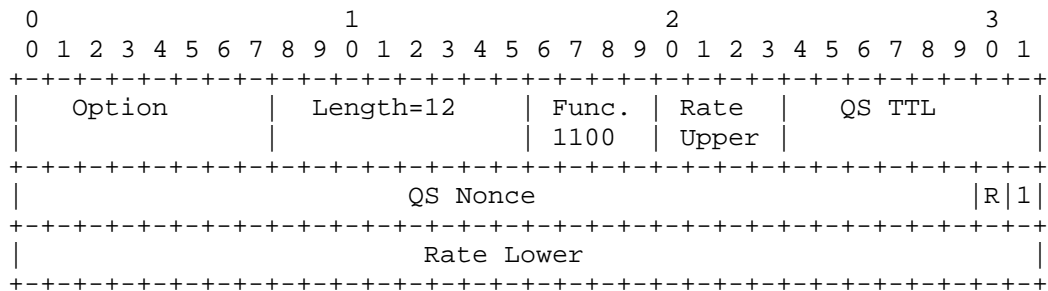 0                   1                   2                   3
 0 1 2 3 4 5 6 7 8 9 0 1 2 3 4 5 6 7 8 9 0 1 2 3 4 5 6 7 8 9 0 1
+-+-+-+-+-+-+-+-+-+-+-+-+-+-+-+-+-+-+-+-+-+-+-+-+-+-+-+-+-+-+-+-+
|   Option      |  Length=12    | Func. | Rate  |   QS TTL      |
|               |               | 1100  | Upper |               |
+-+-+-+-+-+-+-+-+-+-+-+-+-+-+-+-+-+-+-+-+-+-+-+-+-+-+-+-+-+-+-+-+
|                        QS Nonce                           |R|1|
+-+-+-+-+-+-+-+-+-+-+-+-+-+-+-+-+-+-+-+-+-+-+-+-+-+-+-+-+-+-+-+-+
|                         Rate Lower                            |
+-+-+-+-+-+-+-+-+-+-+-+-+-+-+-+-+-+-+-+-+-+-+-+-+-+-+-+-+-+-+-+-+